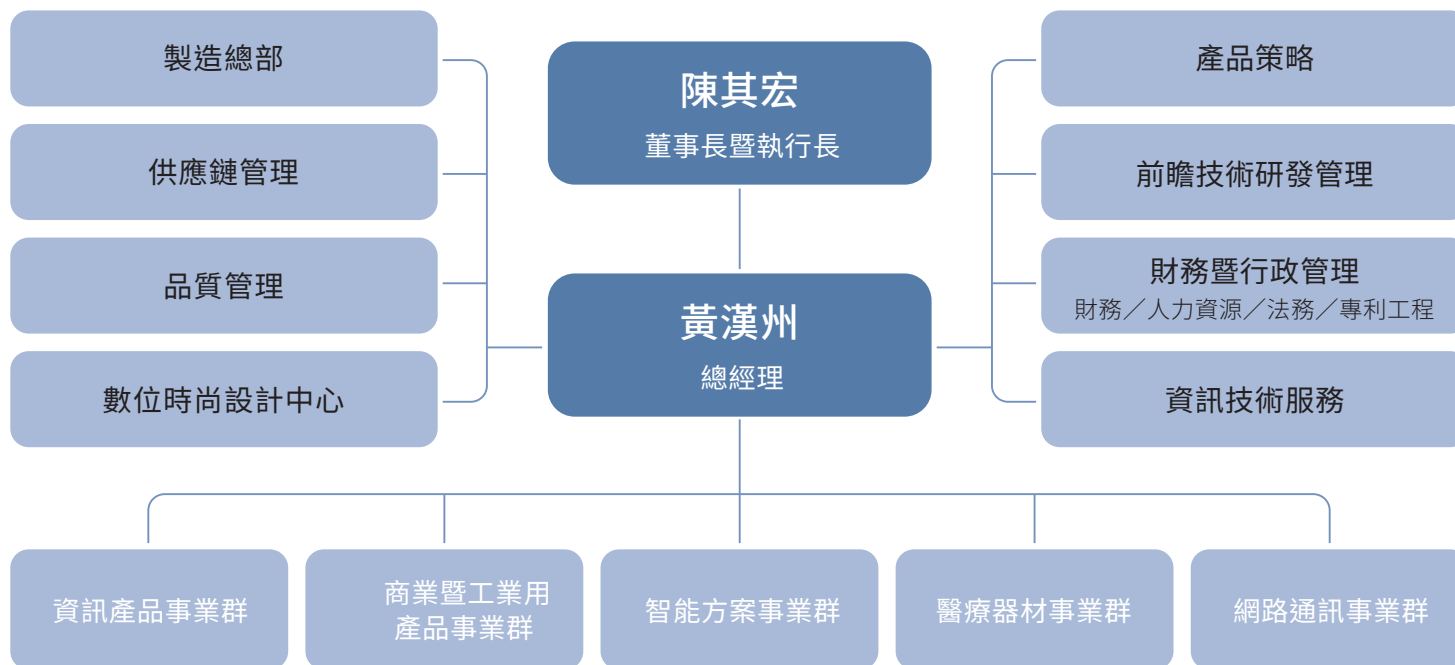 製造總部
供應鏈管理
品質管理
數位時尚設計中心
陳其宏
董事長暨執行長
黃漢州
總經理
產品策略
前瞻技術研發管理
財務暨行政管理
財務／人力資源／法務／專利工程
資訊技術服務
資訊產品事業群
商業暨工業用
產品事業群
智能方案事業群
醫療器材事業群
網路通訊事業群